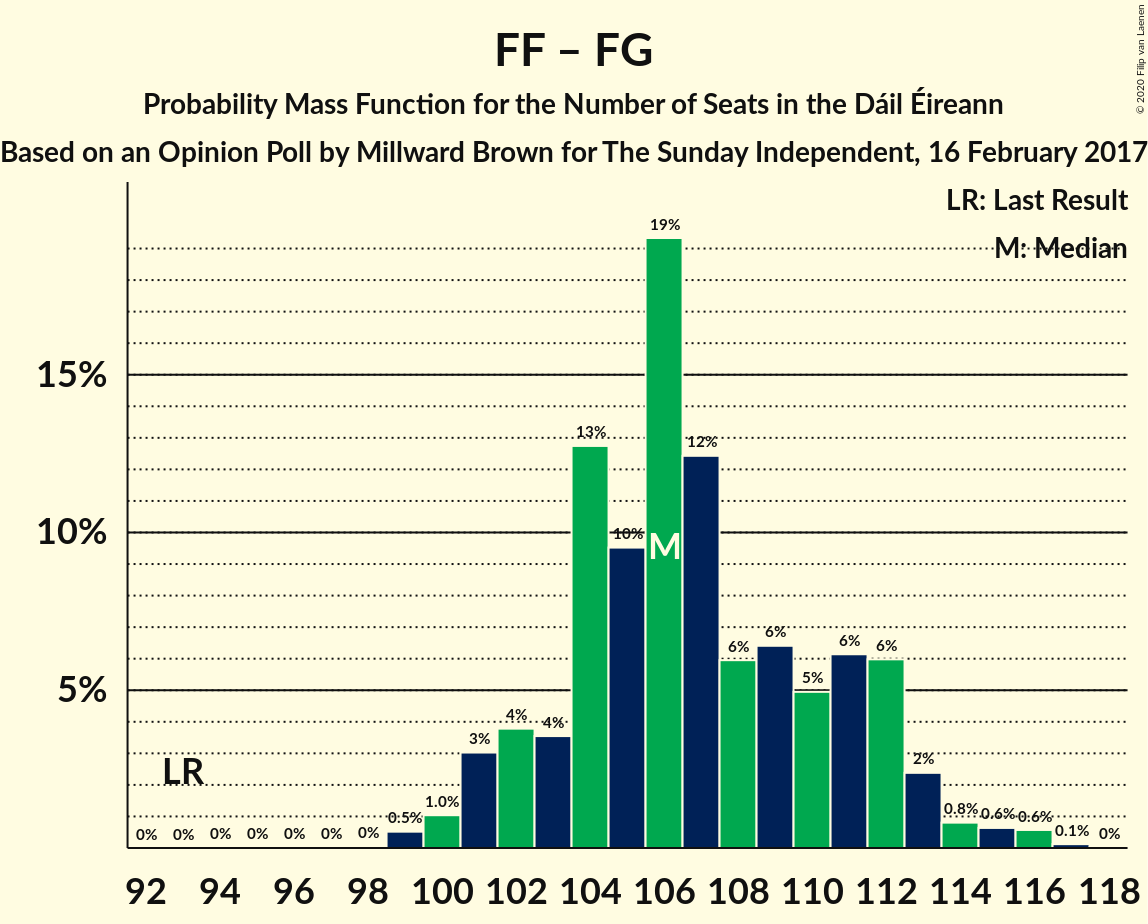 FF – FG
Probability Mass Function for the Number of Seats in the Dáil Éireann
Based on an Opinion Poll by Millward Brown for The Sunday Independent, 16 February 2017
© 2020 Filip van Laenen
LR: Last Result
M: Median
15%
10%
5%
LR
M
0% 0% 0% 0% 0% 0% 0% 0.5% 1.0% 3% 4% 4% 13% 10% 19% 12% 6% 6% 5% 6% 6% 2% 0.8% 0.6% 0.6% 0.1% 0%
92 94 96 98 100 102 104 106 108 110 112 114 116 118